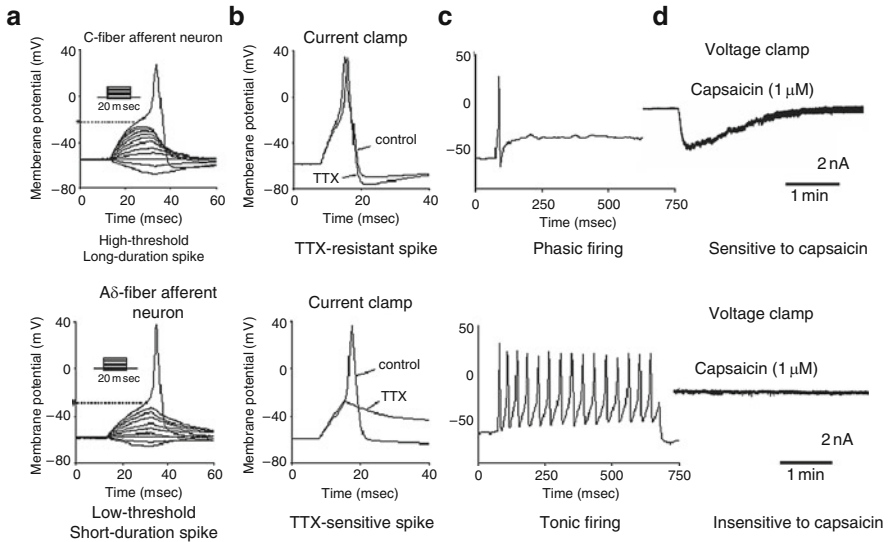 a
b
c
d
C-fiber afferent neuron
Membrane potential (mV)
40
0
−40
−80
20 msec
0 20 40 60
Time (msec)
High-threshold
Long-duration spike
Current clamp
Membrane potential (mV)
40
0
−40
−80
control
TTX
0 20 40
Time (msec)
TTX-resistant spike
50
0
−50
0 250 500 750
Time (msec)
Phasic firing
Voltage clamp
Capsaicin (1 μM)
2 nA
1 min
Sensitive to capsaicin
Aδ-fiber afferent
neuron
Membrane potential (mV)
40
0
−40
−80
20 msec
0 20 40 60
Time (msec)
Low-threshold
Short-duration spike
Current clamp
Membrane potential (mV)
40
0
−40
−80
control
TTX
0 20 40
Time (msec)
TTX-sensitive spike
50
0
−50
0 250 500 750
Time (msec)
Tonic firing
Voltage clamp
Capsaicin (1 μM)
2 nA
1 min
Insensitive to capsaicin